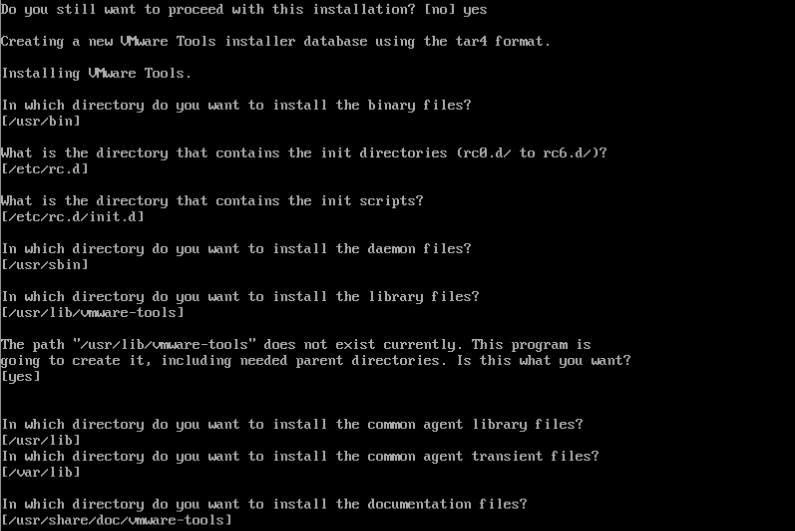 Do you still want to proceed with this installation? [no] yes
Creating a new VMware Tools installer database using the tar4 format.
Installing VMware Tools.
In which directory do you want to install the binary files?
[/usr/bin]
What is the directory that contains the init directories (rc0.d/ to rc6.d/)?
[/etc/rc.d]
What is the directory that contains the init scripts?
[/etc/rc.d/init.d]
In which directory do you want to install the daemon files?
[/usr/sbin]
In which directory do you want to install the library files?
[/usr/lib/vmware-tools]
The path "/usr/lib/vmware-tools" does not exist currently. This program is
going to create it, including needed parent directories. Is this what you want?
[yes]
In which directory do you want to install the common agent library files?
[/usr/lib]
In which directory do you want to install the common agent transient files?
[/var/lib]
In which directory do you want to install the documentation files?
[/usr/share/doc/vmware-tools]